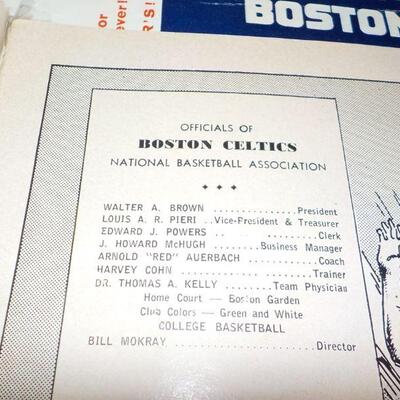 or
ever!
R'S!
BOSTON
OFFICIALS OF
BOSTON CELTICS
NATIONAL BASKETBALL ASSOCIATION
WALTER A. BROWN ..............President
LOUIS A. R. PIERI ..Vice-President & Treasurer
EDWARD J. POWERS .. ..........Clerk
J. HOWARD McHUGH ........Business Manager
ARNOLD "RED" AUERBACH ............Coach
HARVEY COHN ....................Trainer
DR. THOMAS A. KELLY .......Team Physician
Home Court — Boston Garden
Club Colors — Green and White
COLLEGE BASKETBALL
BILL MOKRAY .....................Director